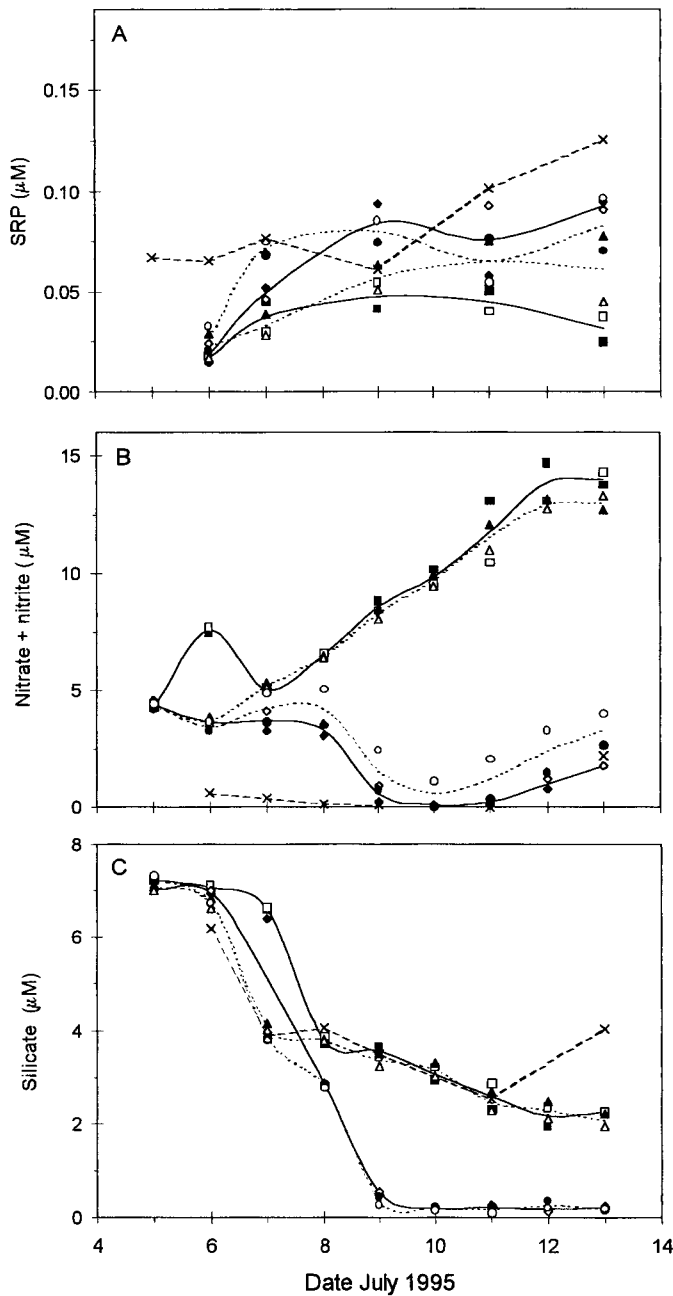 A
0.15
0.10
0.05
0.00
SRP (μM)
B
15
10
5
0
Nitrate + nitrite (μM)
C
8
6
4
2
0
Silicate (μM)
4 6 8 10 12 14
Date July 1995